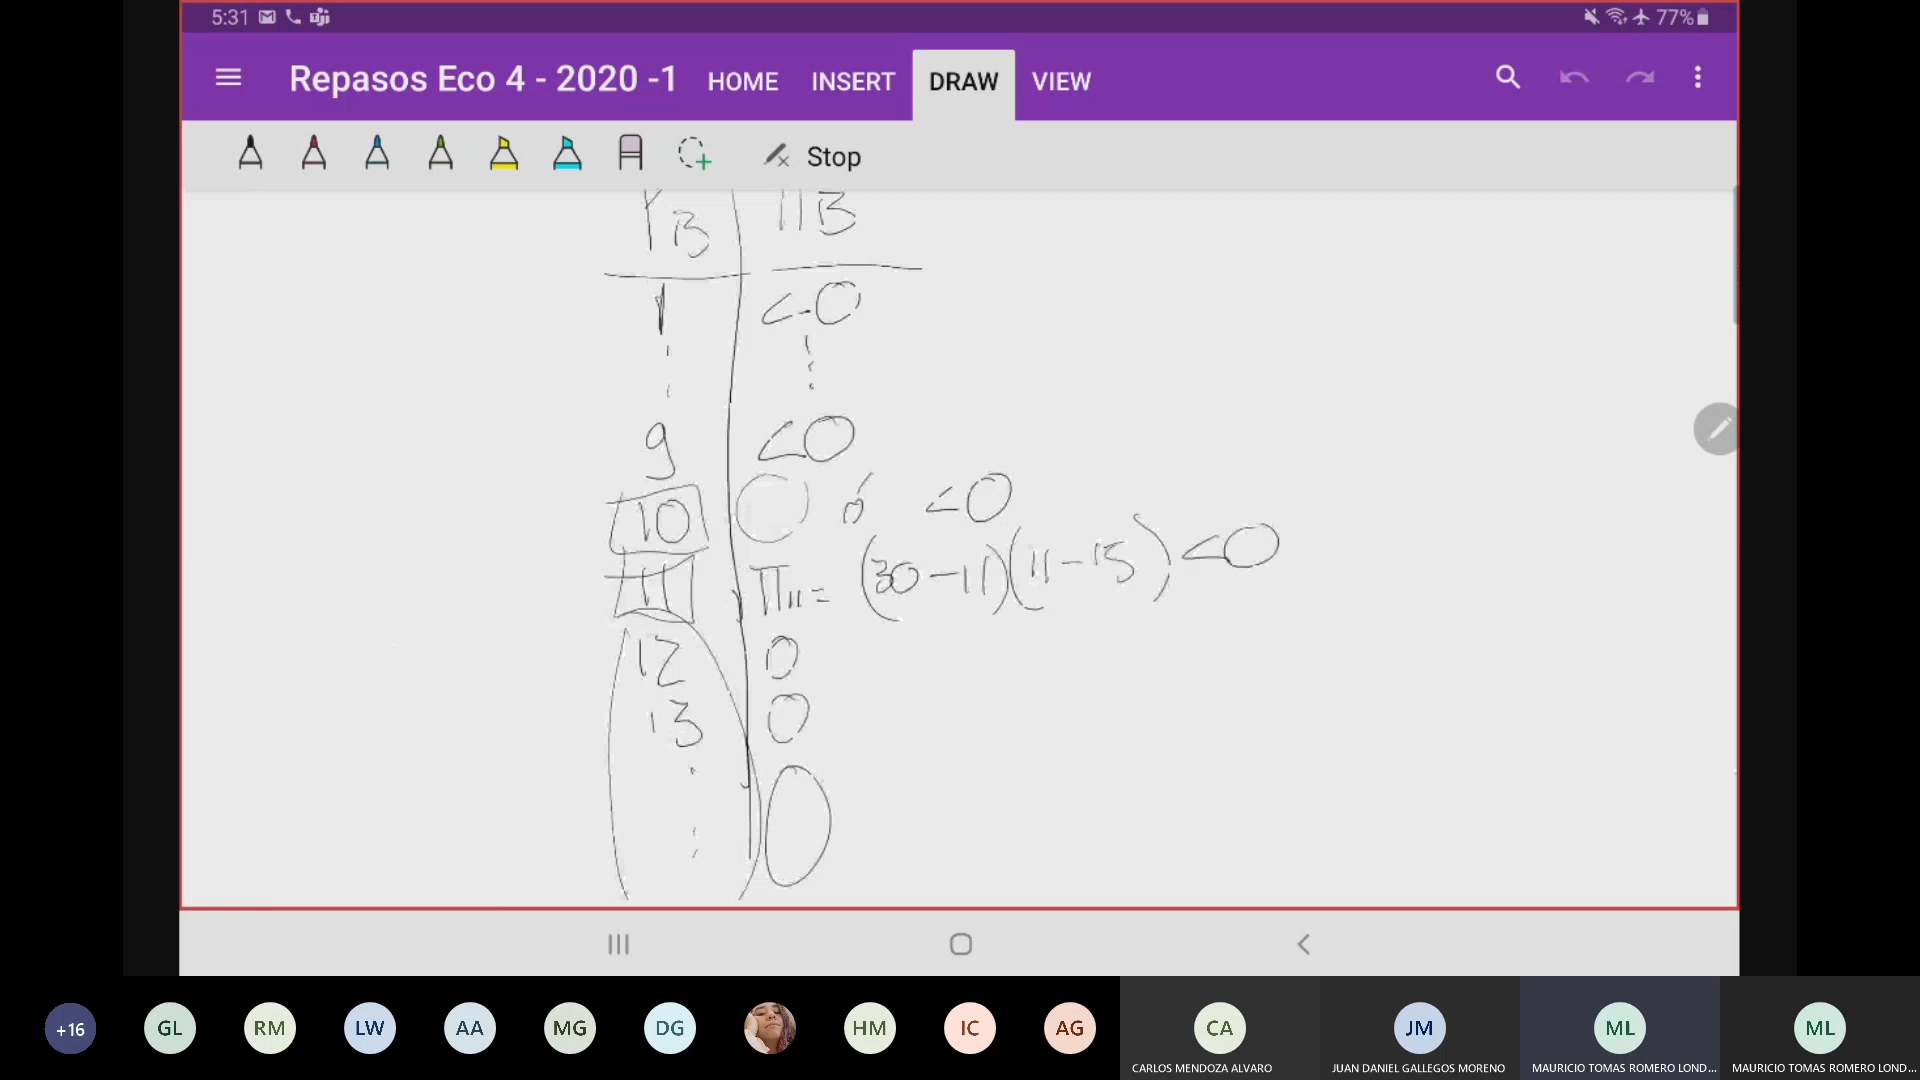 5:31 77%
Repasos Eco 4 - 2020 -1 HOME INSERT DRAW VIEW
Stop
P_B Π_B
1 <0
9 <0
10 0 ó <0
11 Π₁₁ = (30-11)(11-15) <0
12 0
13 0
0
+16 GL RM LW AA MG DG HM IC AG CA JM ML ML
CARLOS MENDOZA ALVARO JUAN DANIEL GALLEGOS MORENO MAURICIO TOMAS ROMERO LOND... MAURICIO TOMAS ROMERO LOND...